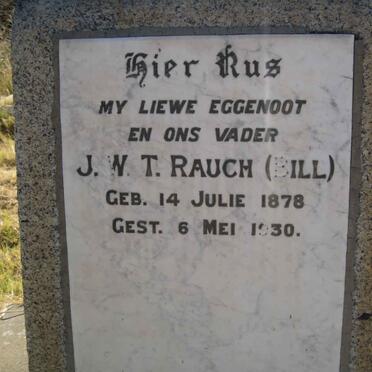 Hier Rus
MY LIEWE EGGENOOT
EN ONS VADER
J. W. T. RAUCH (BILL)
GEB. 14 JULIE 1878
GEST. 6 MEI 1930.